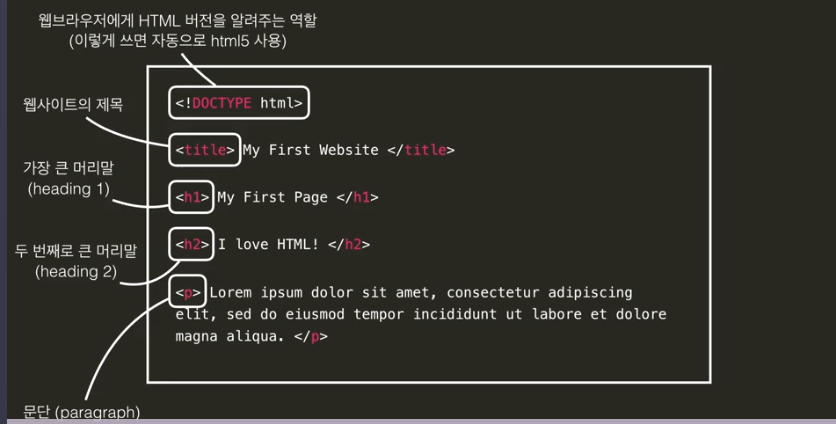 웹브라우저에게 HTML 버전을 알려주는 역할
(이렇게 쓰면 자동으로 html5 사용)
<!DOCTYPE html>
웹사이트의 제목
<title> My First Website </title>
가장 큰 머리말
(heading 1)
<h1> My First Page </h1>
두 번째로 큰 머리말
(heading 2)
<h2> I love HTML! </h2>
<p> Lorem ipsum dolor sit amet, consectetur adipiscing
elit, sed do eiusmod tempor incididunt ut labore et dolore
magna aliqua. </p>
문단 (paragraph)